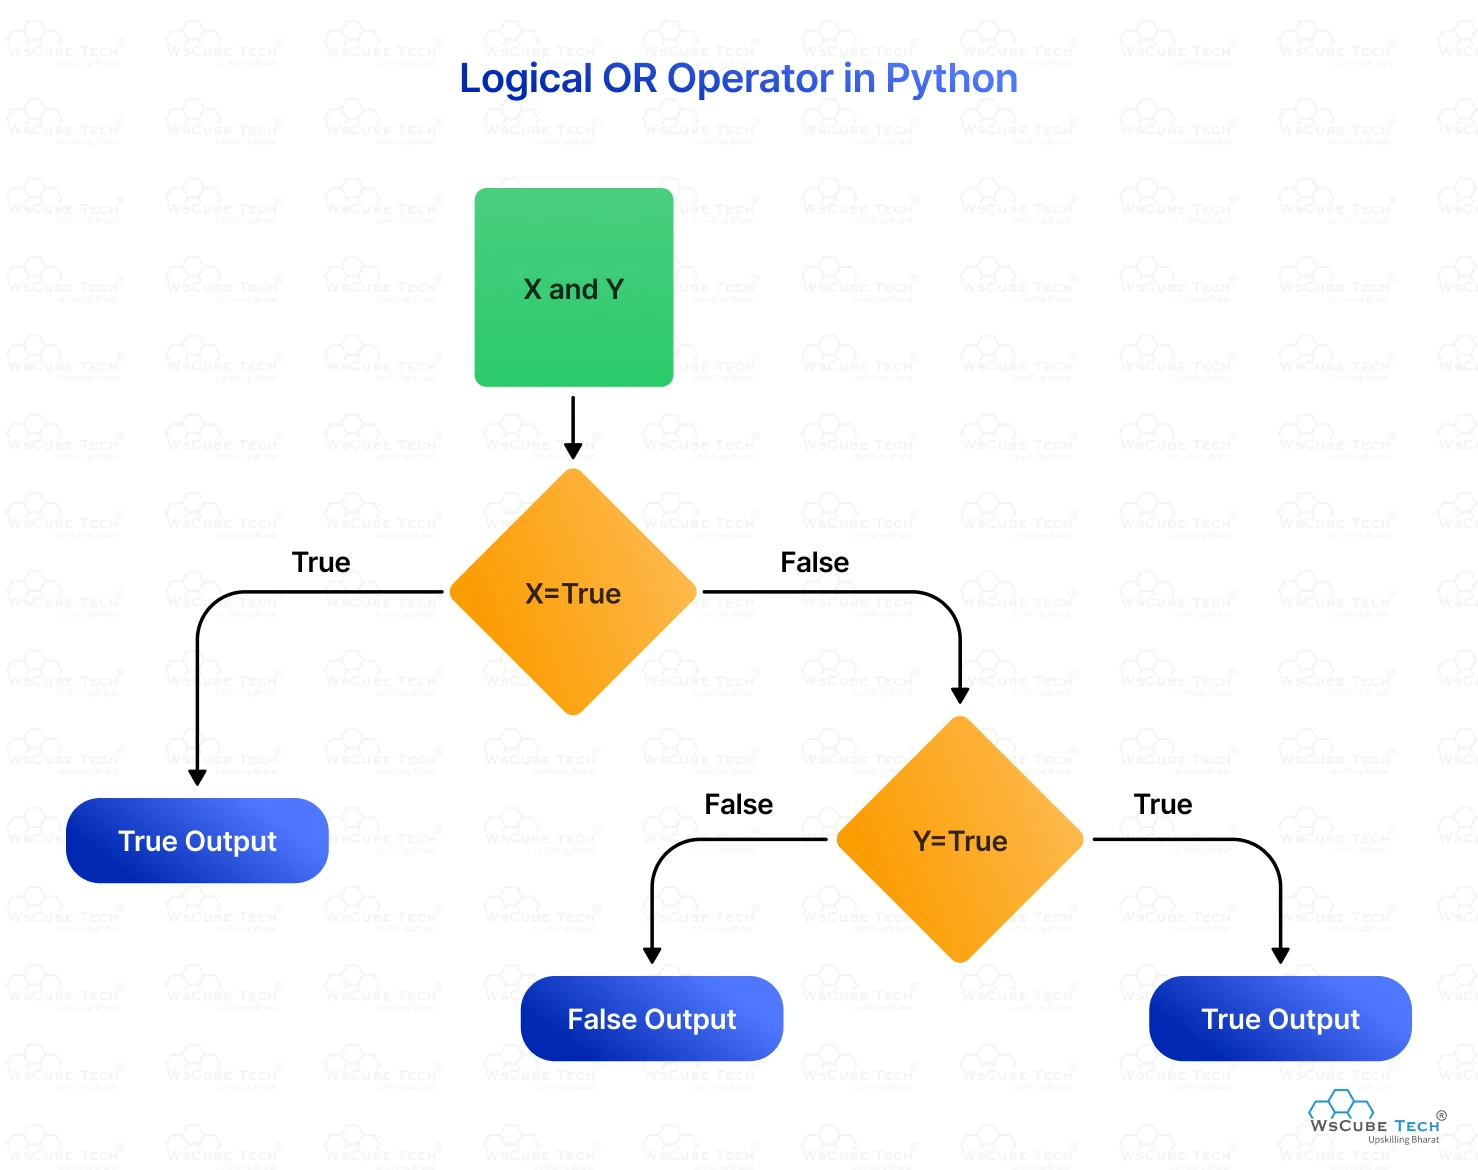 Logical OR Operator in Python
X and Y
True
X=True
False
True Output
False
Y=True
True
False Output
True Output
WSCUBE TECH®
Upskilling Bharat